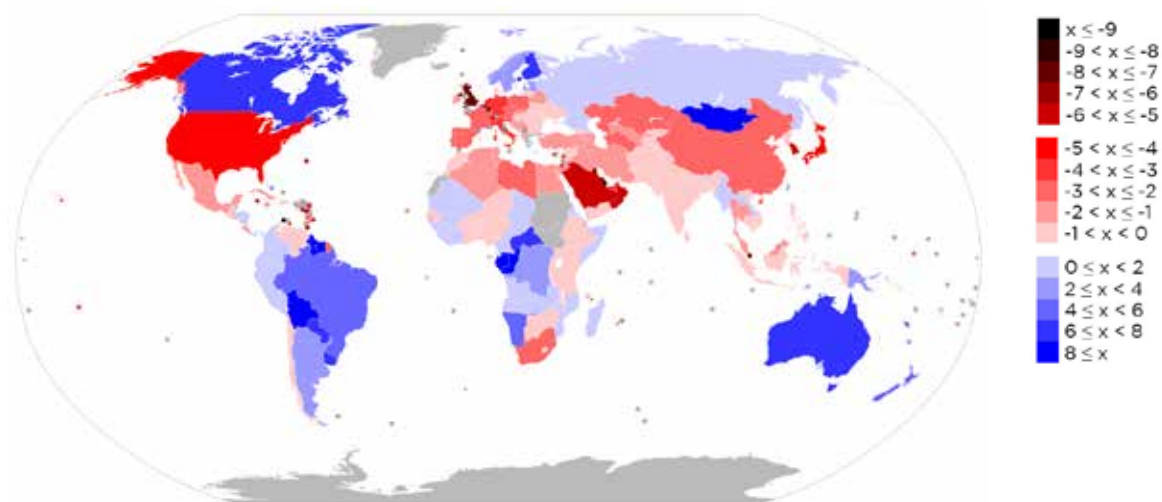 x ≤ -9
-9 < x ≤ -8
-8 < x ≤ -7
-7 < x ≤ -6
-6 < x ≤ -5
-5 < x ≤ -4
-4 < x ≤ -3
-3 < x ≤ -2
-2 < x ≤ -1
-1 < x < 0
0 ≤ x < 2
2 ≤ x < 4
4 ≤ x < 6
6 ≤ x < 8
8 ≤ x